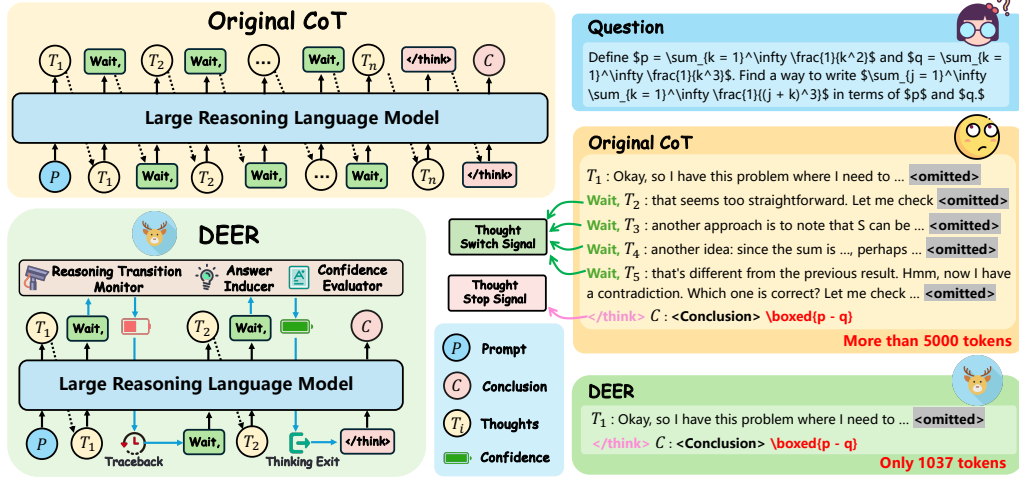 Original CoT
T₁ Wait, T₂ Wait, ... Wait, Tₙ </think> C
Large Reasoning Language Model
P T₁ Wait, T₂ Wait, ... Wait, Tₙ </think>
DEER
Reasoning Transition Monitor
Answer Inducer
Confidence Evaluator
T₁ Wait, T₂ Wait, C
Large Reasoning Language Model
P T₁ Wait, T₂ </think>
Traceback
Thinking Exit
Thought
Switch Signal
Thought
Stop Signal
P Prompt
C Conclusion
Tᵢ Thoughts
Confidence
Question
Define $p = \sum_{k = 1}^\infty \frac{1}{k^2}$ and $q = \sum_{k =
1}^\infty \frac{1}{k^3}$. Find a way to write $\sum_{j = 1}^\infty
\sum_{k = 1}^\infty \frac{1}{(j + k)^3}$ in terms of $p$ and $q.$
Original CoT
T₁ : Okay, so I have this problem where I need to ... <omitted>
Wait, T₂ : that seems too straightforward. Let me check <omitted>
Wait, T₃ : another approach is to note that S can be ... <omitted>
Wait, T₄ : another idea: since the sum is ..., perhaps ... <omitted>
Wait, T₅ : that's different from the previous result. Hmm, now I have
a contradiction. Which one is correct? Let me check ... <omitted>
</think> C : <Conclusion> \boxed{p - q}
More than 5000 tokens
DEER
T₁ : Okay, so I have this problem where I need to ... <omitted>
</think> C : <Conclusion> \boxed{p - q}
Only 1037 tokens